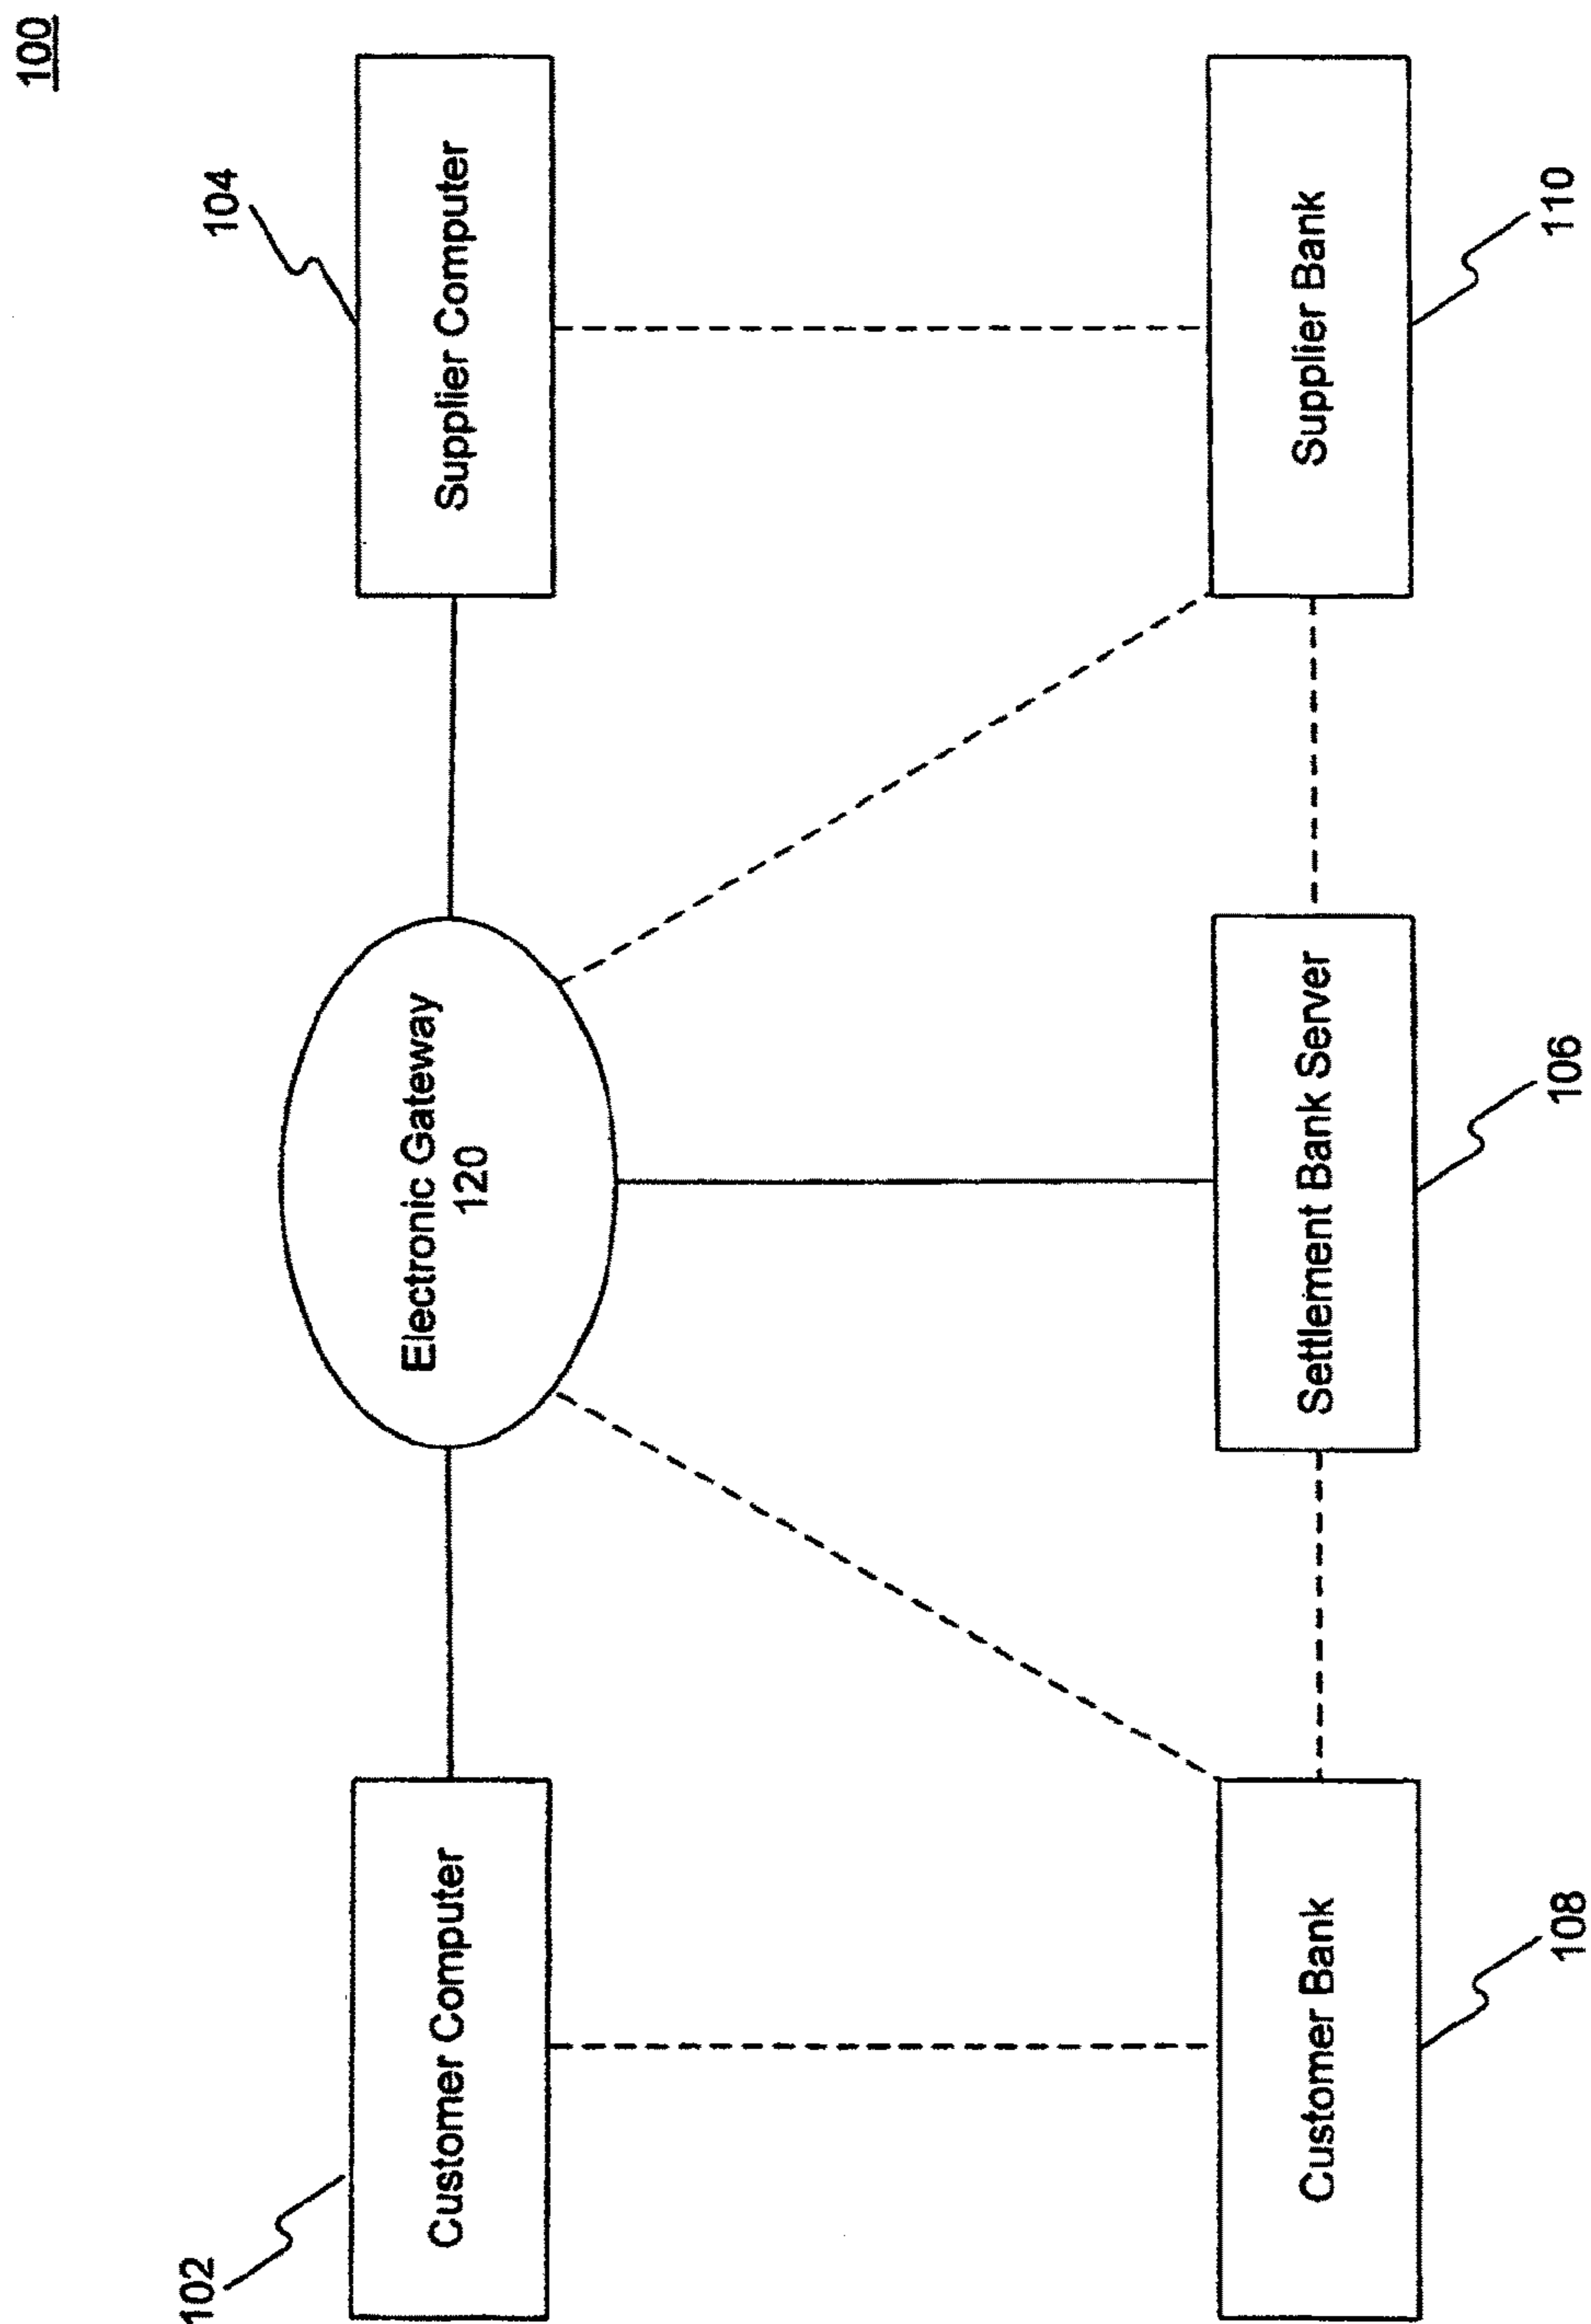 100
102
Customer Computer
Electronic Gateway
120
104
Supplier Computer
Customer Bank
108
Settlement Bank Server
106
Supplier Bank
110